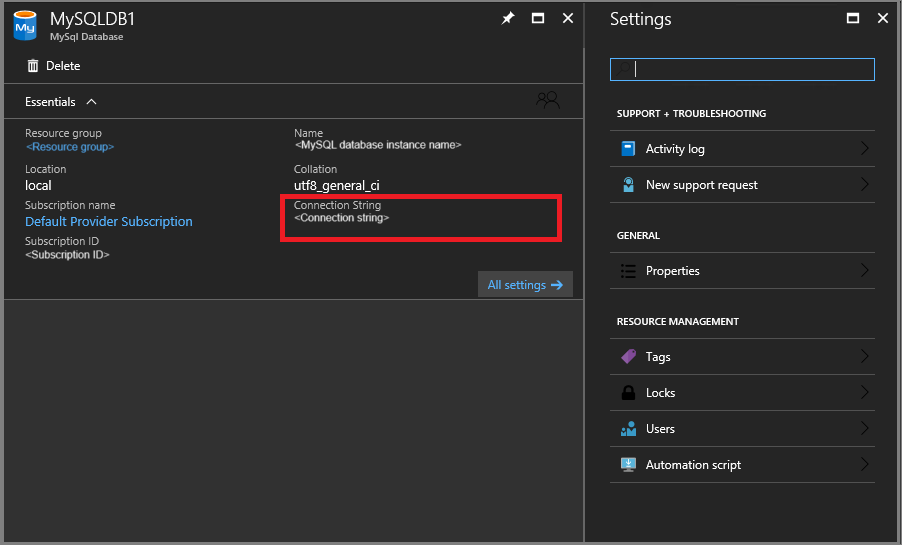 MySQLDB1
MySql Database
Delete
Essentials
Resource group
<Resource group>
Location
local
Subscription name
Default Provider Subscription
Subscription ID
<Subscription ID>
Name
<MySQL database instance name>
Collation
utf8_general_ci
Connection String
<Connection string>
All settings →
Settings
SUPPORT + TROUBLESHOOTING
Activity log
New support request
GENERAL
Properties
RESOURCE MANAGEMENT
Tags
Locks
Users
Automation script